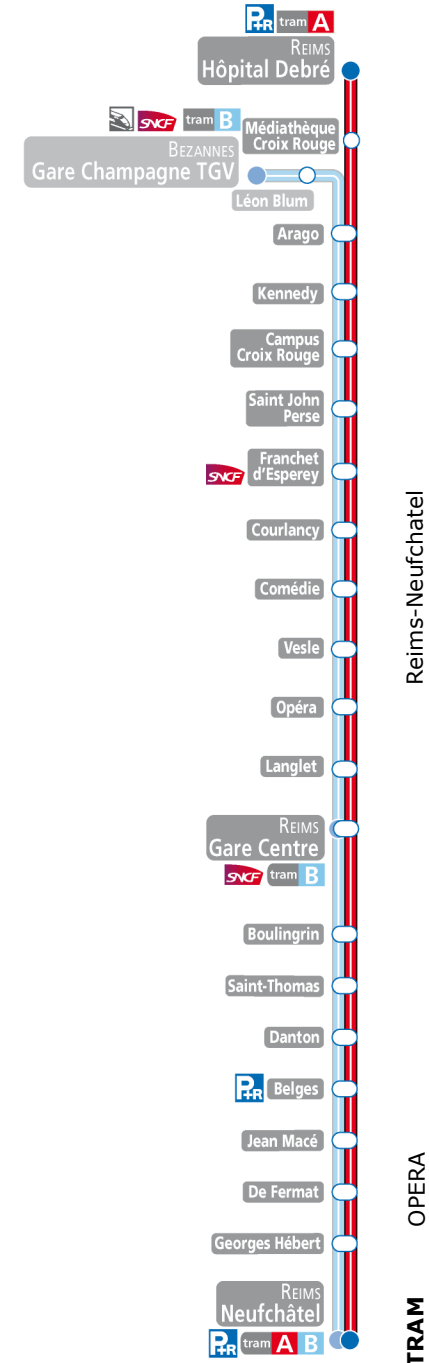 P+R tram A
REIMS
Hôpital Debré
SNCF tram B
Médiathèque
Croix Rouge
BEZANNES
Gare Champagne TGV
Léon Blum
Arago
Kennedy
Campus
Croix Rouge
Saint John
Perse
Franchet
SNCF d'Esperey
Courlancy
Comédie
Vesle
Opéra
Langlet
REIMS
Gare Centre
SNCF tram B
Boulingrin
Saint-Thomas
Danton
P+R Belges
Jean Macé
De Fermat
Georges Hébert
REIMS
Neufchâtel
P+R tram A B
TRAM OPERA Reims-Neufchatel